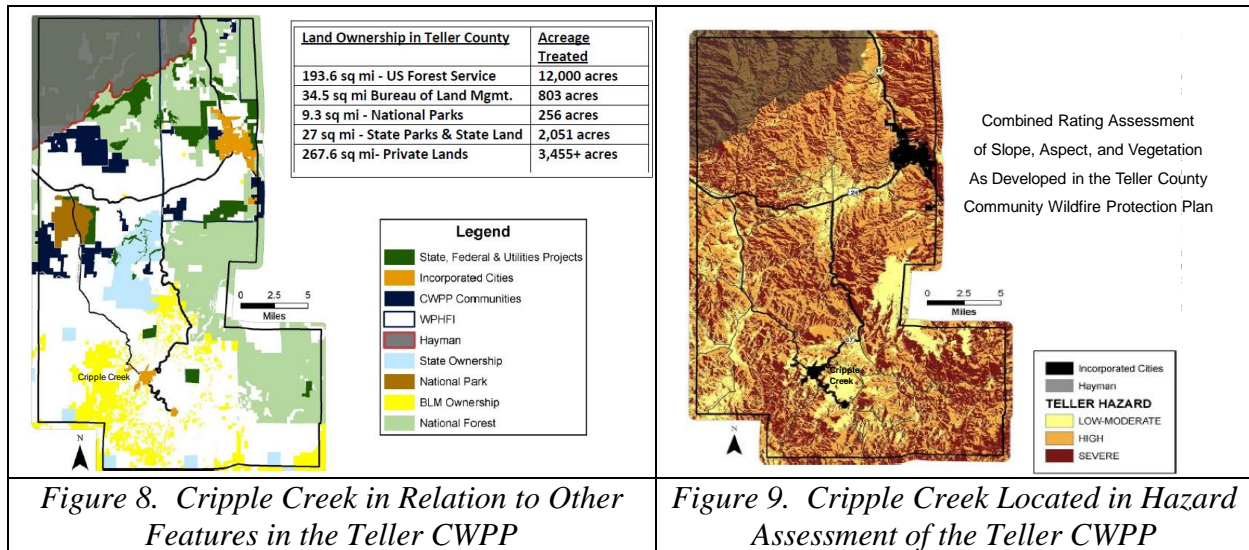 Land Ownership in Teller County Acreage Treated
193.6 sq mi - US Forest Service 12,000 acres
34.5 sq mi Bureau of Land Mgmt. 803 acres
9.3 sq mi - National Parks 256 acres
27 sq mi - State Parks & State Land 2,051 acres
267.6 sq mi- Private Lands 3,455+ acres
Legend
State, Federal & Utilities Projects
Incorporated Cities
CWPP Communities
WPHFI
Hayman
State Ownership
National Park
BLM Ownership
National Forest
0 2.5 5
Miles
24
Cripple Creek
N
Figure 8. Cripple Creek in Relation to Other
Features in the Teller CWPP
67
24
67
Cripple
Creek
N
0 2.5 5
Miles
Combined Rating Assessment
of Slope, Aspect, and Vegetation
As Developed in the Teller County
Community Wildfire Protection Plan
Incorporated Cities
Hayman
TELLER HAZARD
LOW-MODERATE
HIGH
SEVERE
Figure 9. Cripple Creek Located in Hazard
Assessment of the Teller CWPP